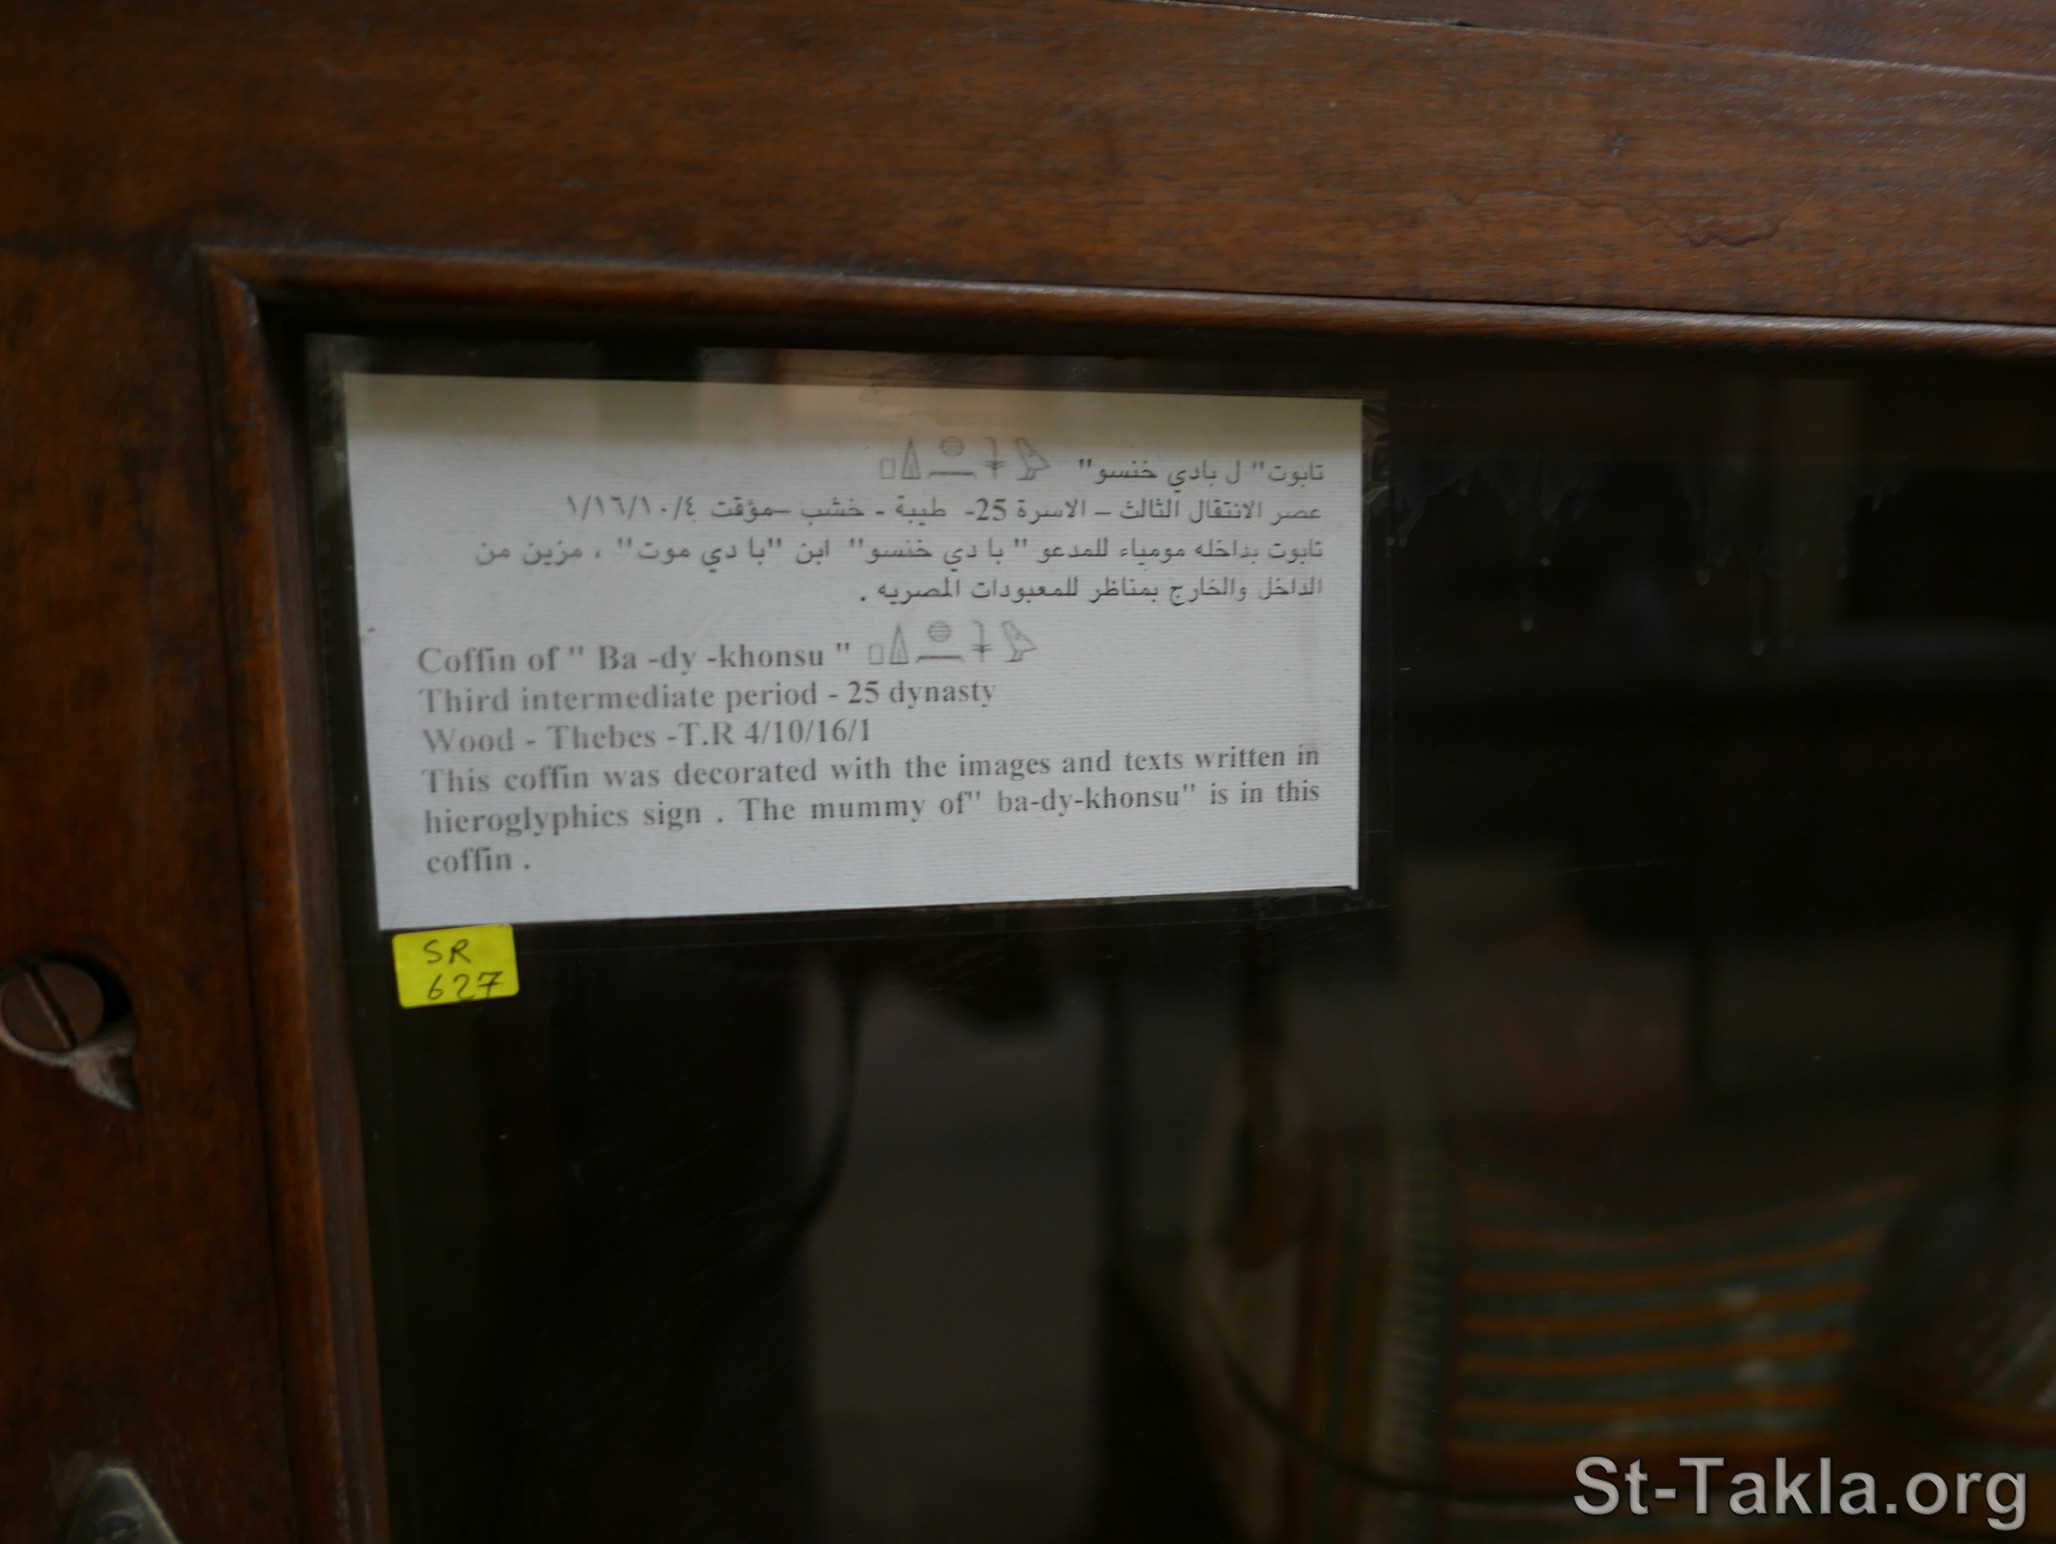 تابوت" ل بادي خنسو"
عصر الانتقال الثالث – الاسرة 25- طيبة - خشب –مؤقت ١/١٦/١٠/٤
تابوت بداخله مومياء للمدعو " با دي خنسو" ابن "با دي موت" ، مزين من
الداخل والخارج بمناظر للمعبودات المصريه .
Coffin of " Ba -dy -khonsu "
Third intermediate period - 25 dynasty
Wood - Thebes -T.R 4/10/16/1
This coffin was decorated with the images and texts written in
hieroglyphics sign . The mummy of" ba-dy-khonsu" is in this
coffin .
SR
627
St-Takla.org